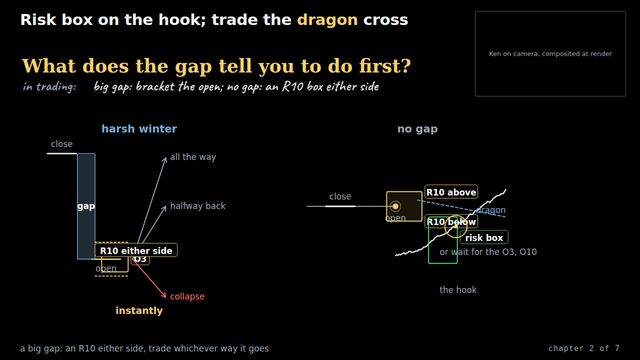 Risk box on the hook; trade the dragon cross
Ken on camera, composited at render
What does the gap tell you to do first?
in trading: big gap: bracket the open; no gap: an R10 box either side
harsh winter
no gap
close
all the way
gap
halfway back
R10 either side
O3
open
collapse
instantly
close
R10 above
open
dragon
R10 below
risk box
or wait for the O3, O10
the hook
a big gap: an R10 either side, trade whichever way it goes
chapter 2 of 7